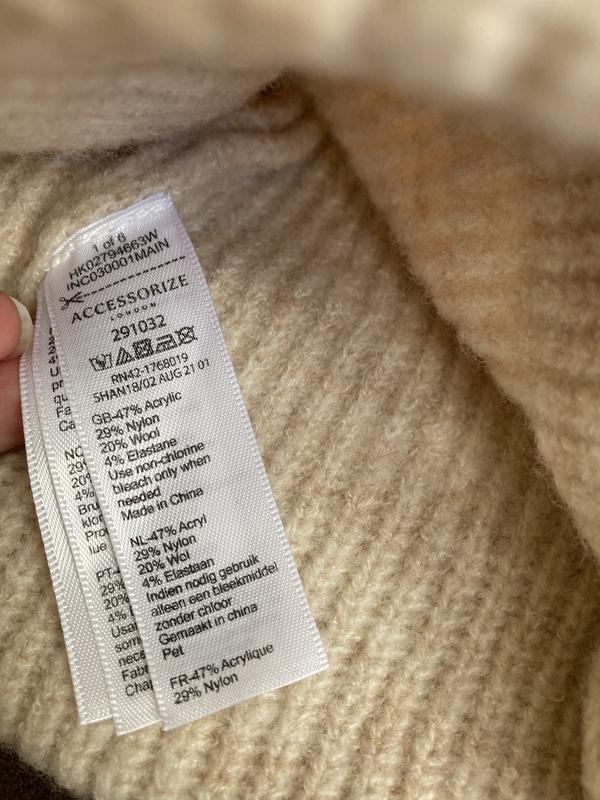 1 of 6
HK02794663W
INC030001MAIN
ACCESSORIZE
LONDON
291032
RN42-1768019
SHAN1B/02 AUG 21 01
GB-47% Acrylic
29% Nylon
20% Wool
4% Elastane
Use non-chlorine
bleach only when
needed
Made in China
NL-47% Acryl
29% Nylon
20% Wol
4% Elastaan
Indien nodig gebruik
alleen een bleekmiddel
zonder chloor
Gemaakt in china
Pet
FR-47% Acrylique
29% Nylon